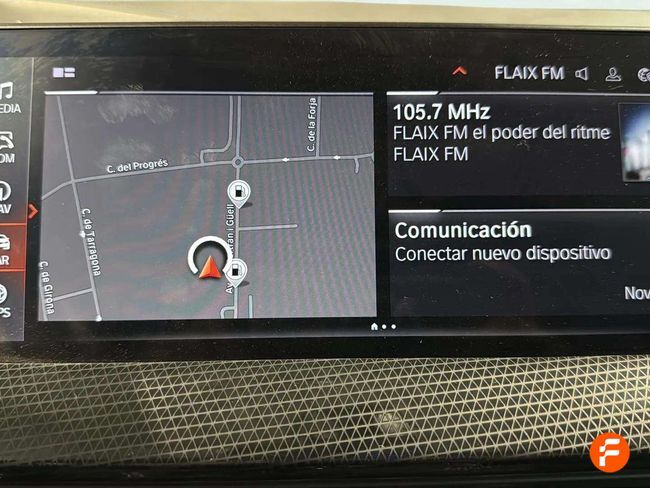 FLAIX FM
EDIA
OM
AV
AR
PS
C. de la Forja
C. del Progrés
C. de Tarragona
C. de Girona
105.7 MHz
FLAIX FM el poder del ritme
FLAIX FM
Comunicación
Conectar nuevo dispositivo
Nov